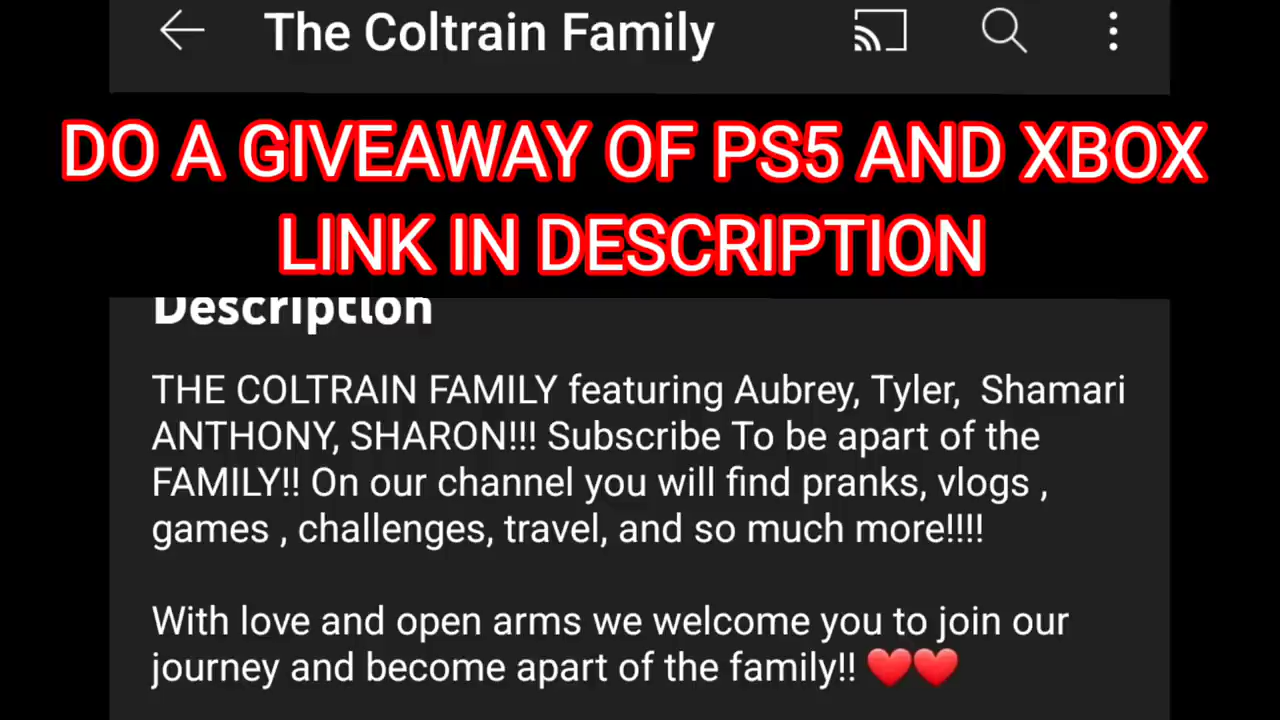 The Coltrain Family
DO A GIVEAWAY OF PS5 AND XBOX
LINK IN DESCRIPTION
Description
THE COLTRAIN FAMILY featuring Aubrey, Tyler,  Shamari
ANTHONY, SHARON!!! Subscribe To be apart of the
FAMILY!! On our channel you will find pranks, vlogs ,
games , challenges, travel, and so much more!!!!
With love and open arms we welcome you to join our
journey and become apart of the family!! ❤️❤️